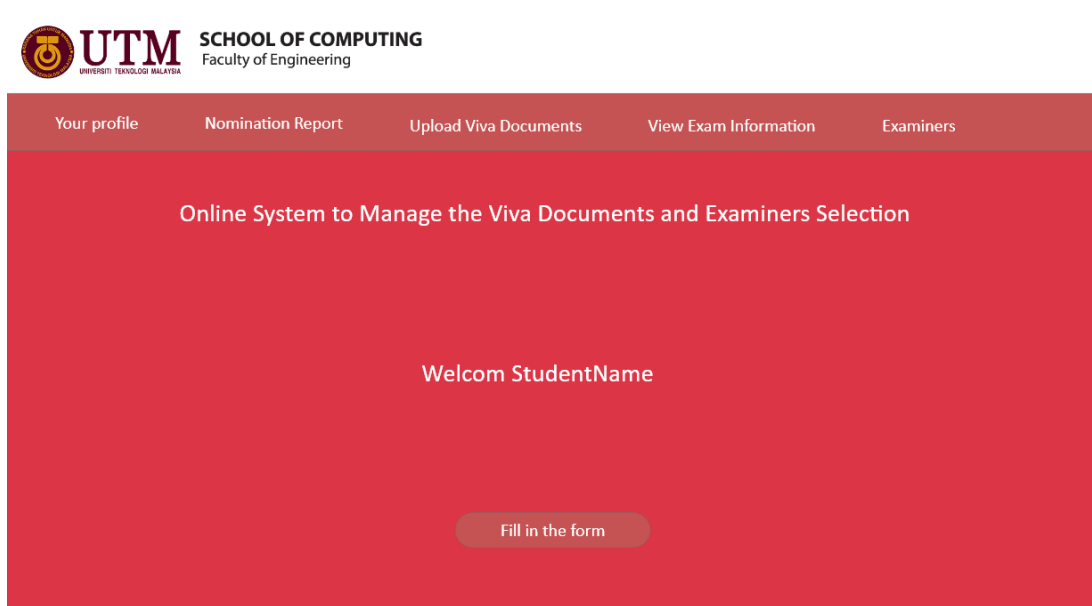 UTM
UNIVERSITI TEKNOLOGI MALAYSIA
SCHOOL OF COMPUTING
Faculty of Engineering
Your profile Nomination Report Upload Viva Documents View Exam Information Examiners
Online System to Manage the Viva Documents and Examiners Selection
Welcom StudentName
Fill in the form